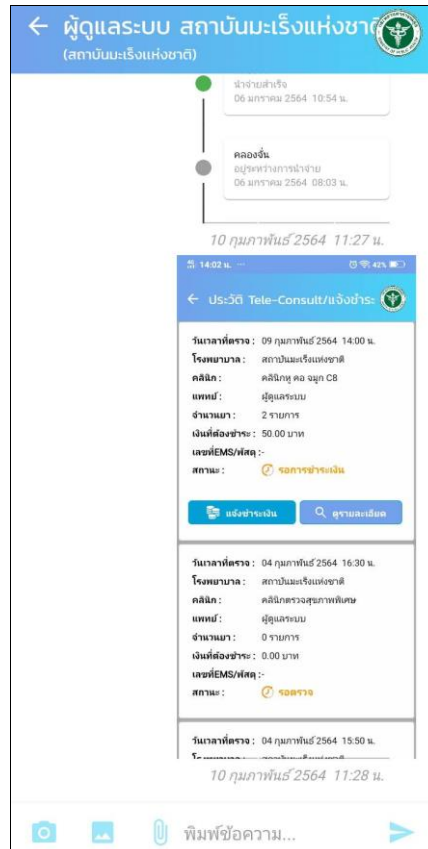 ผู้ดูแลระบบ สถาบันมะเร็งแห่งชาติ
(สถาบันมะเร็งแห่งชาติ)
นำจ่ายสำเร็จ
06 มกราคม 2564 10:54 น.
คลองจั่น
อยู่ระหว่างการนำจ่าย
06 มกราคม 2564 08:03 น.
10 กุมภาพันธ์ 2564 11:27 น.
14:02 น. ... 42%
ประวัติ Tele-Consult/แจ้งชำระ
วันเวลาที่ตรวจ : 09 กุมภาพันธ์ 2564 14:00 น.
โรงพยาบาล : สถาบันมะเร็งแห่งชาติ
คลินิก : คลินิกหู คอ จมูก C8
แพทย์ : ผู้ดูแลระบบ
จำนวนยา : 2 รายการ
เงินที่ต้องชำระ : 50.00 บาท
เลขที่EMS/พัสดุ :-
สถานะ : รอการชำระเงิน
แจ้งชำระเงิน ดูรายละเอียด
วันเวลาที่ตรวจ : 04 กุมภาพันธ์ 2564 16:30 น.
โรงพยาบาล : สถาบันมะเร็งแห่งชาติ
คลินิก : คลินิกตรวจสุขภาพพิเศษ
แพทย์ : ผู้ดูแลระบบ
จำนวนยา : 0 รายการ
เงินที่ต้องชำระ : 0.00 บาท
เลขที่EMS/พัสดุ :-
สถานะ : รอตรวจ
วันเวลาที่ตรวจ : 04 กุมภาพันธ์ 2564 15:50 น.
10 กุมภาพันธ์ 2564 11:28 น.
พิมพ์ข้อความ...